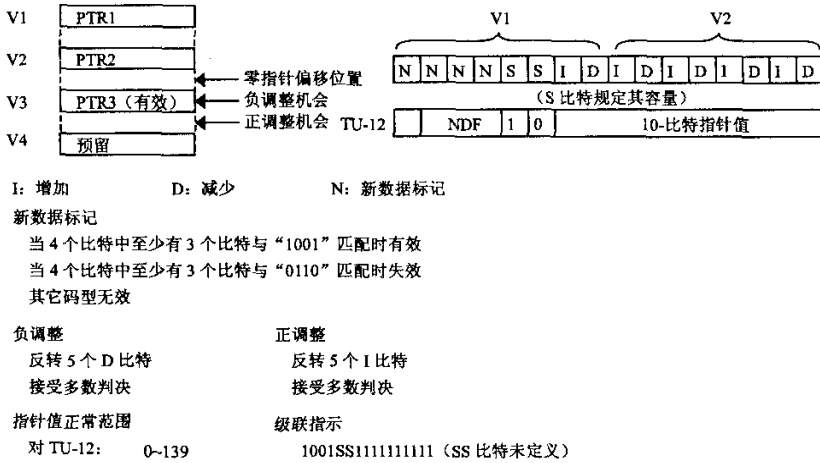 V1 PTR1
V2 PTR2
零指针偏移位置
V3 PTR3（有效） 负调整机会
正调整机会
V4 预留
V1 V2
N N N N S S I D I D I D 1 D I D
（S 比特规定其容量）
TU-12 NDF 1 0 10-比特指针值
I：增加 D：减少 N：新数据标记
新数据标记
当 4 个比特中至少有 3 个比特与“1001”匹配时有效
当 4 个比特中至少有 3 个比特与“0110”匹配时失效
其它码型无效
负调整 正调整
反转 5 个 D 比特 反转 5 个 I 比特
接受多数判决 接受多数判决
指针值正常范围 级联指示
对 TU-12： 0~139 1001SS1111111111（SS 比特未定义）